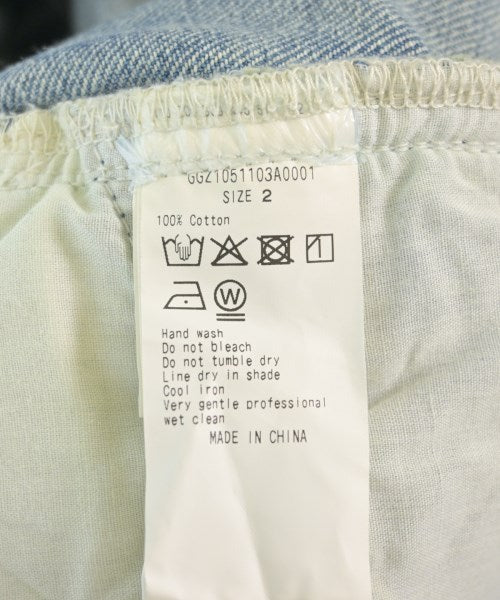 GG21051103A0001
SIZE 2
100% Cotton
W
Hand wash
Do not bleach
Do not tumble dry
Line dry in shade
Cool iron
Very gentle professional
wet clean
MADE IN CHINA